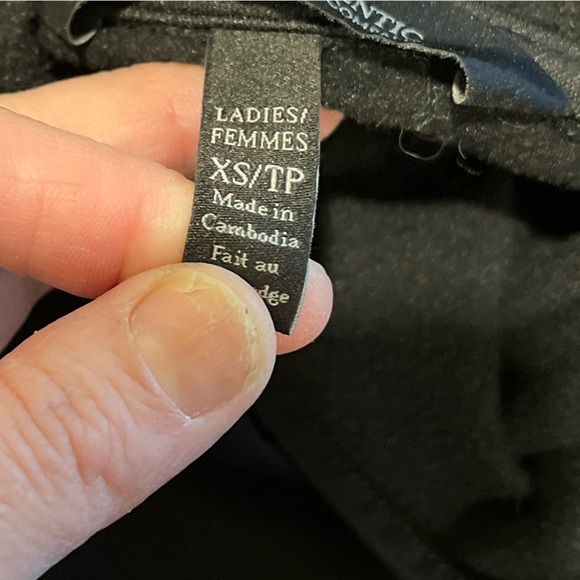 LADIES/
FEMMES
XS/TP
Made in
Cambodia
Fait au